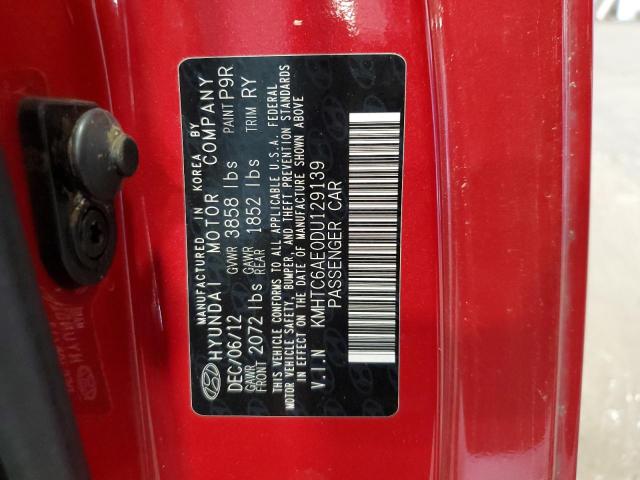 MANUFACTURED IN KOREA BY
HYUNDAI MOTOR COMPANY
DEC/06/12 GVWR 3858 lbs PAINT P9R
GAWR FRONT 2072 lbs GAWR REAR 1852 lbs TRIM RY
THIS VEHICLE CONFORMS TO ALL APPLICABLE U.S.A. FEDERAL
MOTOR VEHICLE SAFETY, BUMPER, AND THEFT PREVENTION STANDARDS
IN EFFECT ON THE DATE OF MANUFACTURE SHOWN ABOVE
V.I.N KMHTC6AE0DU129139
PASSENGER CAR